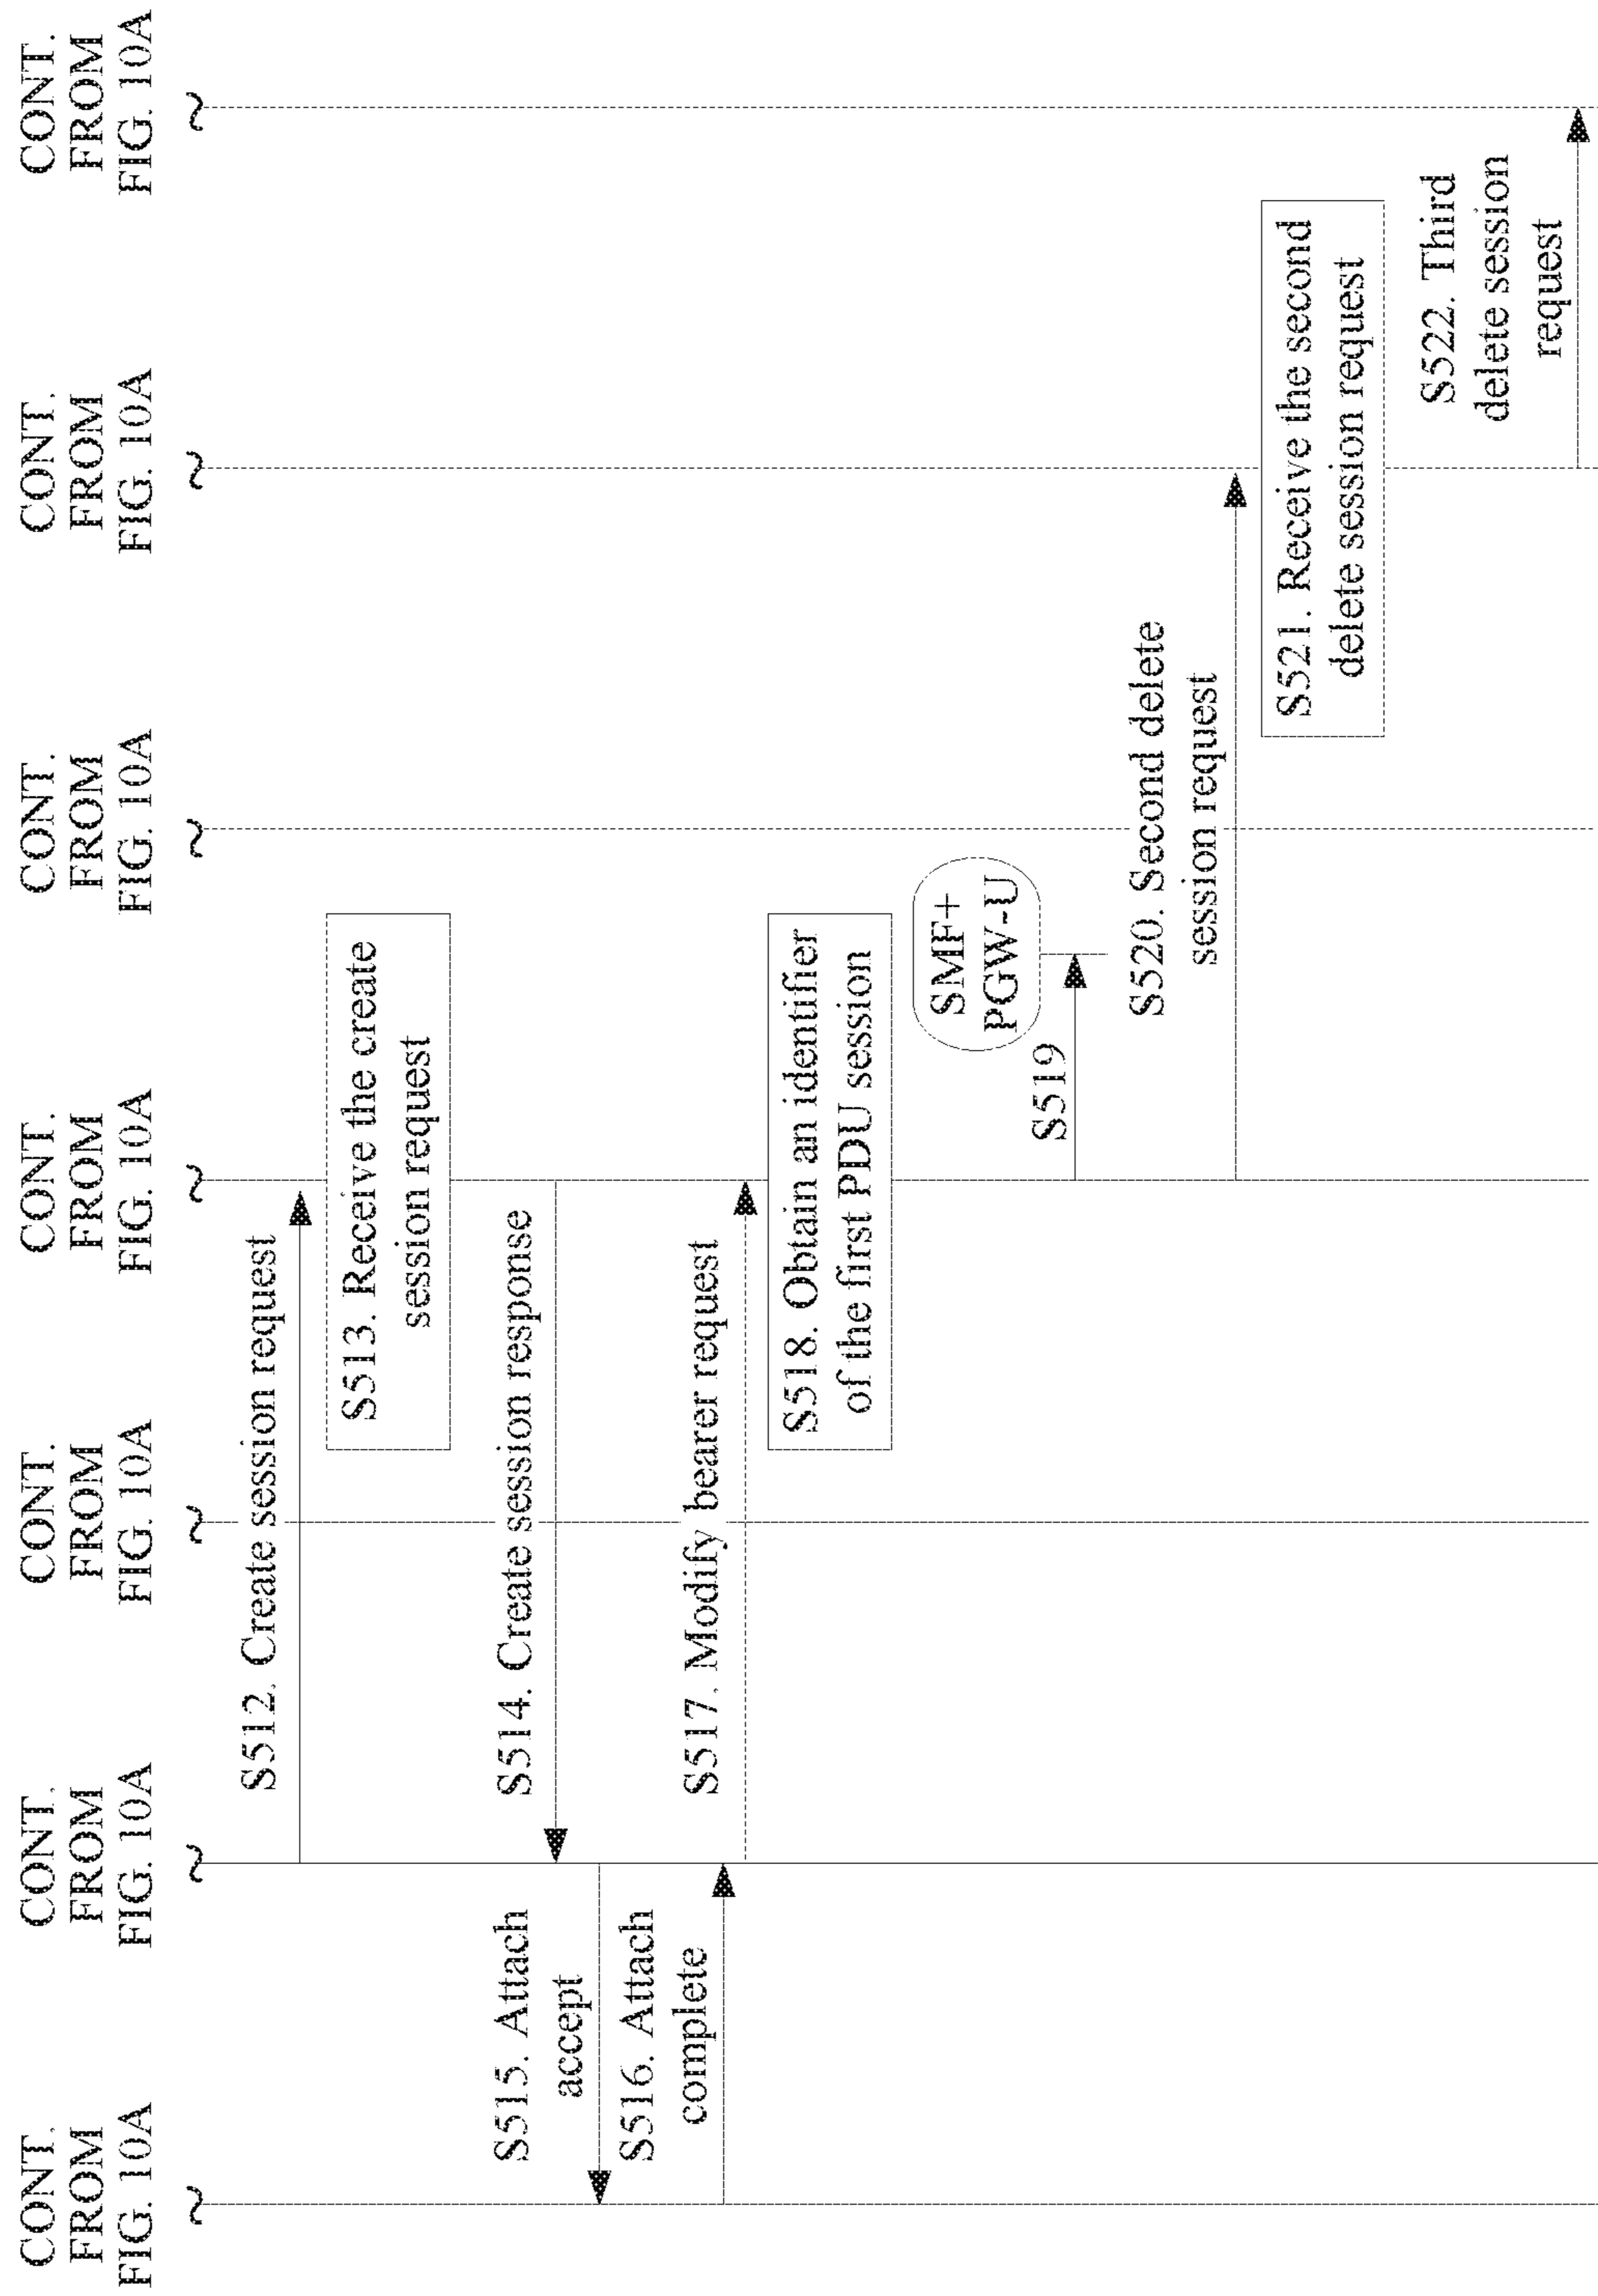 CONT.
FROM
FIG. 10A
CONT.
FROM
FIG. 10A
CONT.
FROM
FIG. 10A
CONT.
FROM
FIG. 10A
CONT.
FROM
FIG. 10A
CONT.
FROM
FIG. 10A
CONT.
FROM
FIG. 10A
S512. Create session request
S513. Receive the create
session request
S514. Create session response
S515. Attach
accept
S516. Attach
complete
S517. Modify bearer request
S518. Obtain an identifier
of the first PDU session
SMF+
PGW-U
S519
S520. Second delete
session request
S521. Receive the second
delete session request
S522. Third
delete session
request